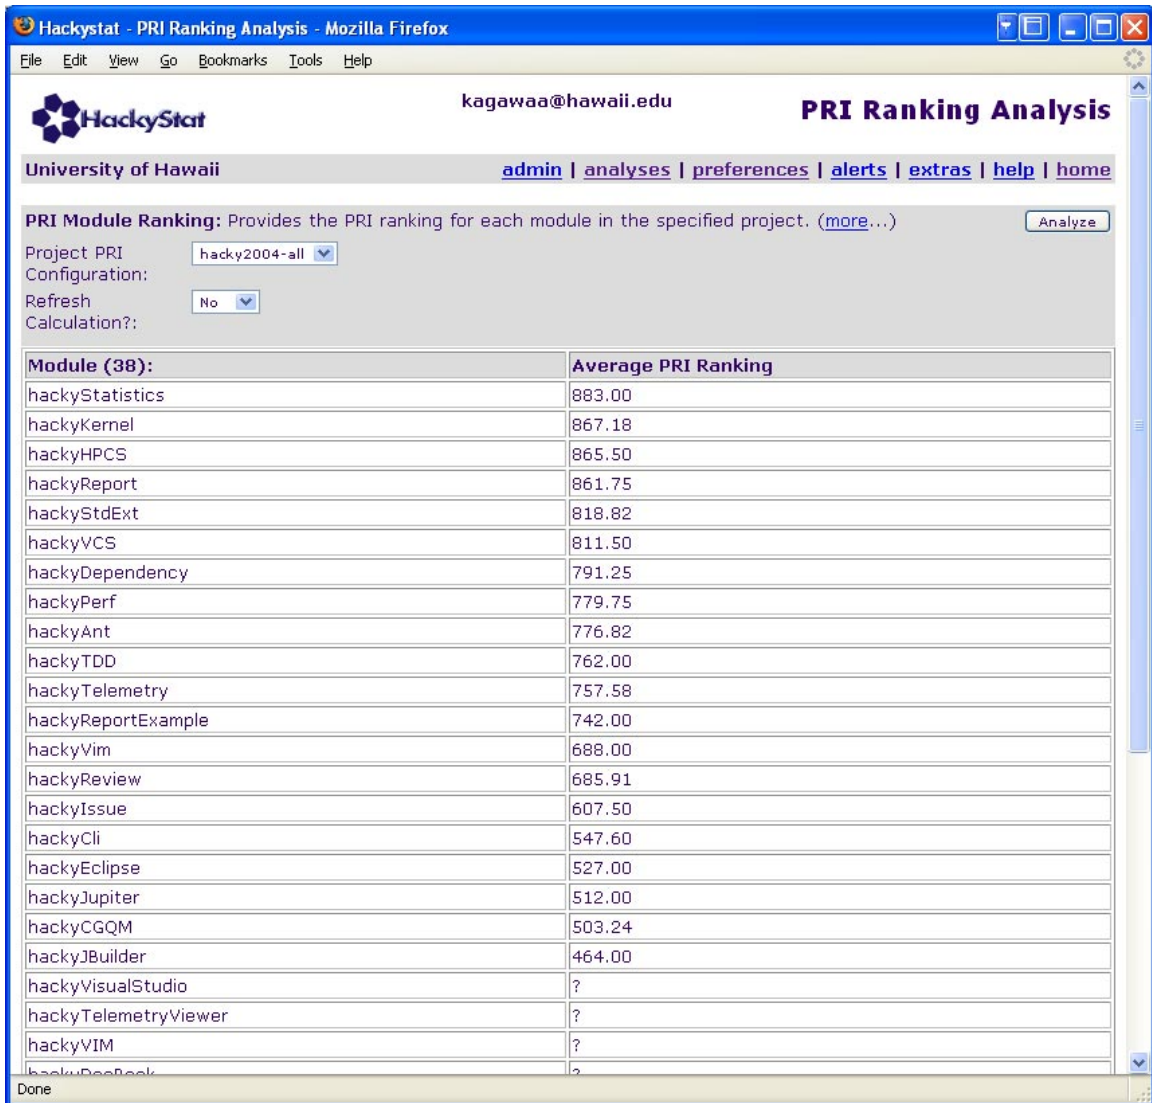 Hackystat - PRI Ranking Analysis - Mozilla Firefox
File Edit View Go Bookmarks Tools Help
HackyStat
kagawaa@hawaii.edu
PRI Ranking Analysis
University of Hawaii
admin | analyses | preferences | alerts | extras | help | home
PRI Module Ranking: Provides the PRI ranking for each module in the specified project. (more...)
Analyze
Project PRI
Configuration:
hacky2004-all
Refresh
Calculation?:
No
Module (38): Average PRI Ranking
hackyStatistics 883.00
hackyKernel 867.18
hackyHPCS 865.50
hackyReport 861.75
hackyStdExt 818.82
hackyVCS 811.50
hackyDependency 791.25
hackyPerf 779.75
hackyAnt 776.82
hackyTDD 762.00
hackyTelemetry 757.58
hackyReportExample 742.00
hackyVim 688.00
hackyReview 685.91
hackyIssue 607.50
hackyCli 547.60
hackyEclipse 527.00
hackyJupiter 512.00
hackyCGQM 503.24
hackyJBuilder 464.00
hackyVisualStudio ?
hackyTelemetryViewer ?
hackyVIM ?
Done